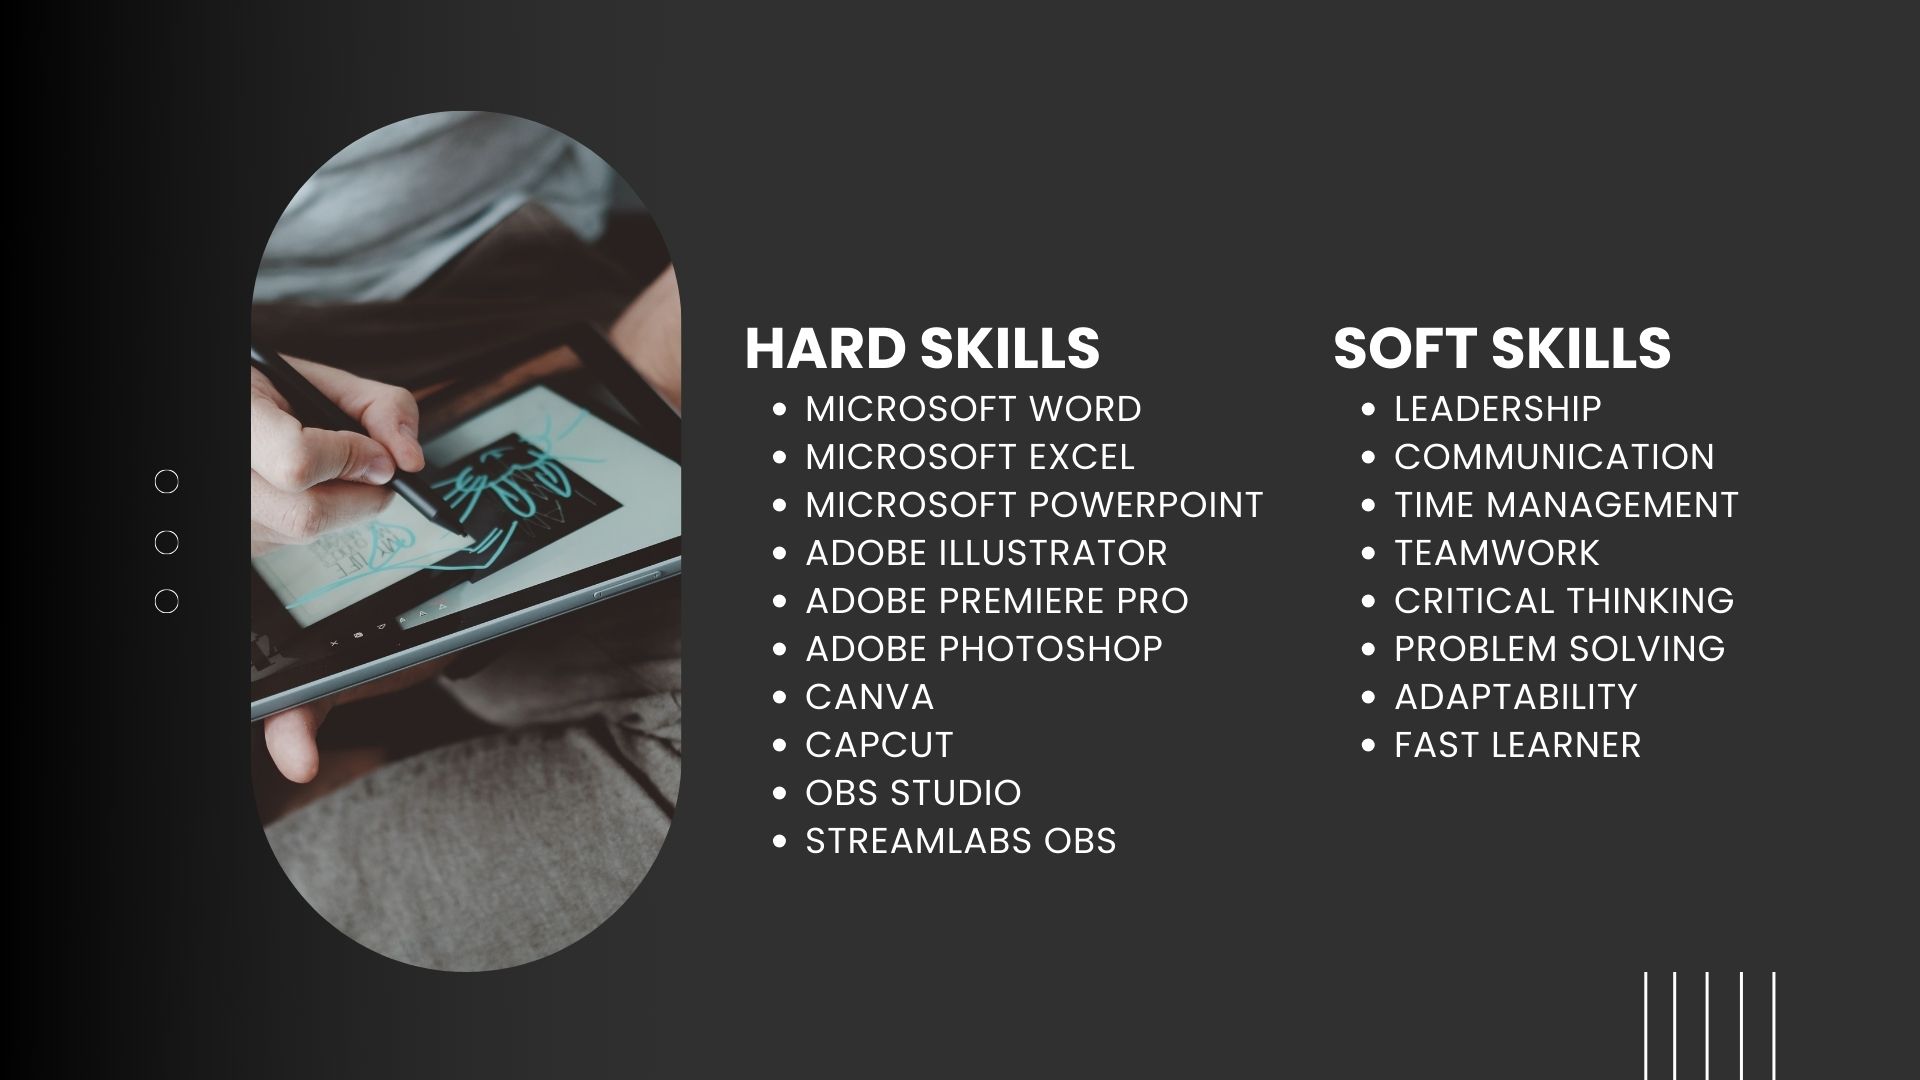 HARD SKILLS
MICROSOFT WORD
MICROSOFT EXCEL
MICROSOFT POWERPOINT
ADOBE ILLUSTRATOR
ADOBE PREMIERE PRO
ADOBE PHOTOSHOP
CANVA
CAPCUT
OBS STUDIO
STREAMLABS OBS
SOFT SKILLS
LEADERSHIP
COMMUNICATION
TIME MANAGEMENT
TEAMWORK
CRITICAL THINKING
PROBLEM SOLVING
ADAPTABILITY
FAST LEARNER